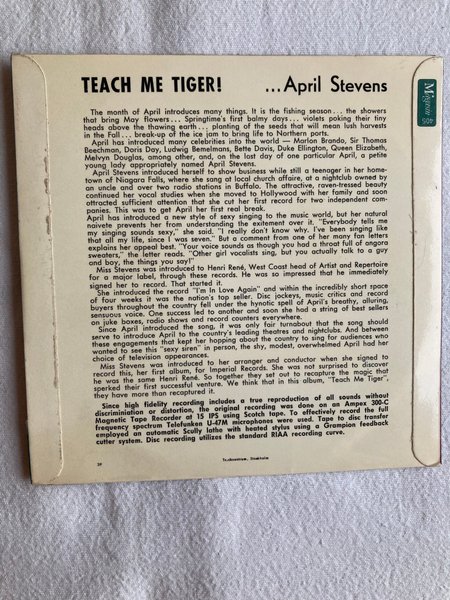 TEACH ME TIGER! ...April Stevens
Mignon
405
The month of April introduces many things. It is the fishing season... the showers
that bring May flowers... Springtime's first balmy days... violets poking their tiny
heads above the thawing earth... planting of the seeds that will mean lush harvests
in the Fall... break-up of the ice jam to bring life to Northern ports.
April has introduced many celebrities into the world — Marlon Brando, Sir Thomas
Beechman, Doris Day, Ludwig Bemelmans, Bette Davis, Duke Ellington, Queen Elizabeth,
Melvyn Douglas, among other, and, on the last day of one particular April, a petite
young lady appropriately named April Stevens.
April Stevens introduced herself to show business while still a teenager in her home-
town of Niagara Falls, where she sang at local church affaire, at a nightclub owned by
an uncle and over two radio stations in Buffalo. The attractive, raven-tressed beauty
continued her vocal studies when she moved to Hollywood with her family and soon
attracted sufficient attention that she cut her first record for two independent com-
panies. This was to get April her first real break.
April has introduced a new style of sexy singing to the music world, but her natural
naivete prevents her from understanding the exitement over it. "Everybody tells me
my singing sounds sexy," she said, "I really don't know why. I've been singing like
that all my life, since I was seven." But a comment from one of her many fan letters
explains her appeal best. "Your voice sounds as though you had a throat full of angora
sweaters," the letter reads. "Other girl vocalists sing, but you actually talk to a guy
and boy, the things you say!"
Miss Stevens was introduced to Henri René, West Coast head of Artist and Repertoire
for a major label, through these records. He was so impressed that he immediately
signed her to record. That started it.
She introduced the record "I'm In Love Again" and within the incredibly short space
of four weeks it was the nation's top seller. Disc jockeys, music critics and record
buyers throughout the country fell under the hynotic spell of April's breathy, alluring,
sensuous voice. One success led to another and soon she had a string of best sellers
on juke boxes, radio shows and record counters everywhere.
Since April introduced the song, it was only fair turnabout that the song should
serve to introduce April to the country's leading theatres and nightclubs. And between
these engagements that kept her hopping about the country to sing for audiences who
wanted to see this "sexy siren" in person, the shy, modest, overwhelmed April had her
choice of television appearances.
Miss Stevens was introduced to her arranger and conductor when she signed to
record this, her first album, for Imperial Records. She was not surprised to discover
he was the same Henri René. So together they set out to recapture the magic that
sperked their first successful venture. We think that in this album, "Teach Me Tiger",
they have more than recaptured it.
Since high fidelity recording includes a true reproduction of all sounds without
discriminiation or distortion, the original recording was done on an Ampex 300-C
Magnetic Tape Recorder at 15 IPS using Scotch tape. To effectively record the full
frequency spectrum Telefunken U-47M microphones were used. Tape to disc transfer
employed an automatic Scully latho with heated stylus using a Grampion feedback
cutter system. Disc recording utilizes the standard RIAA recording curve.
Stockholm